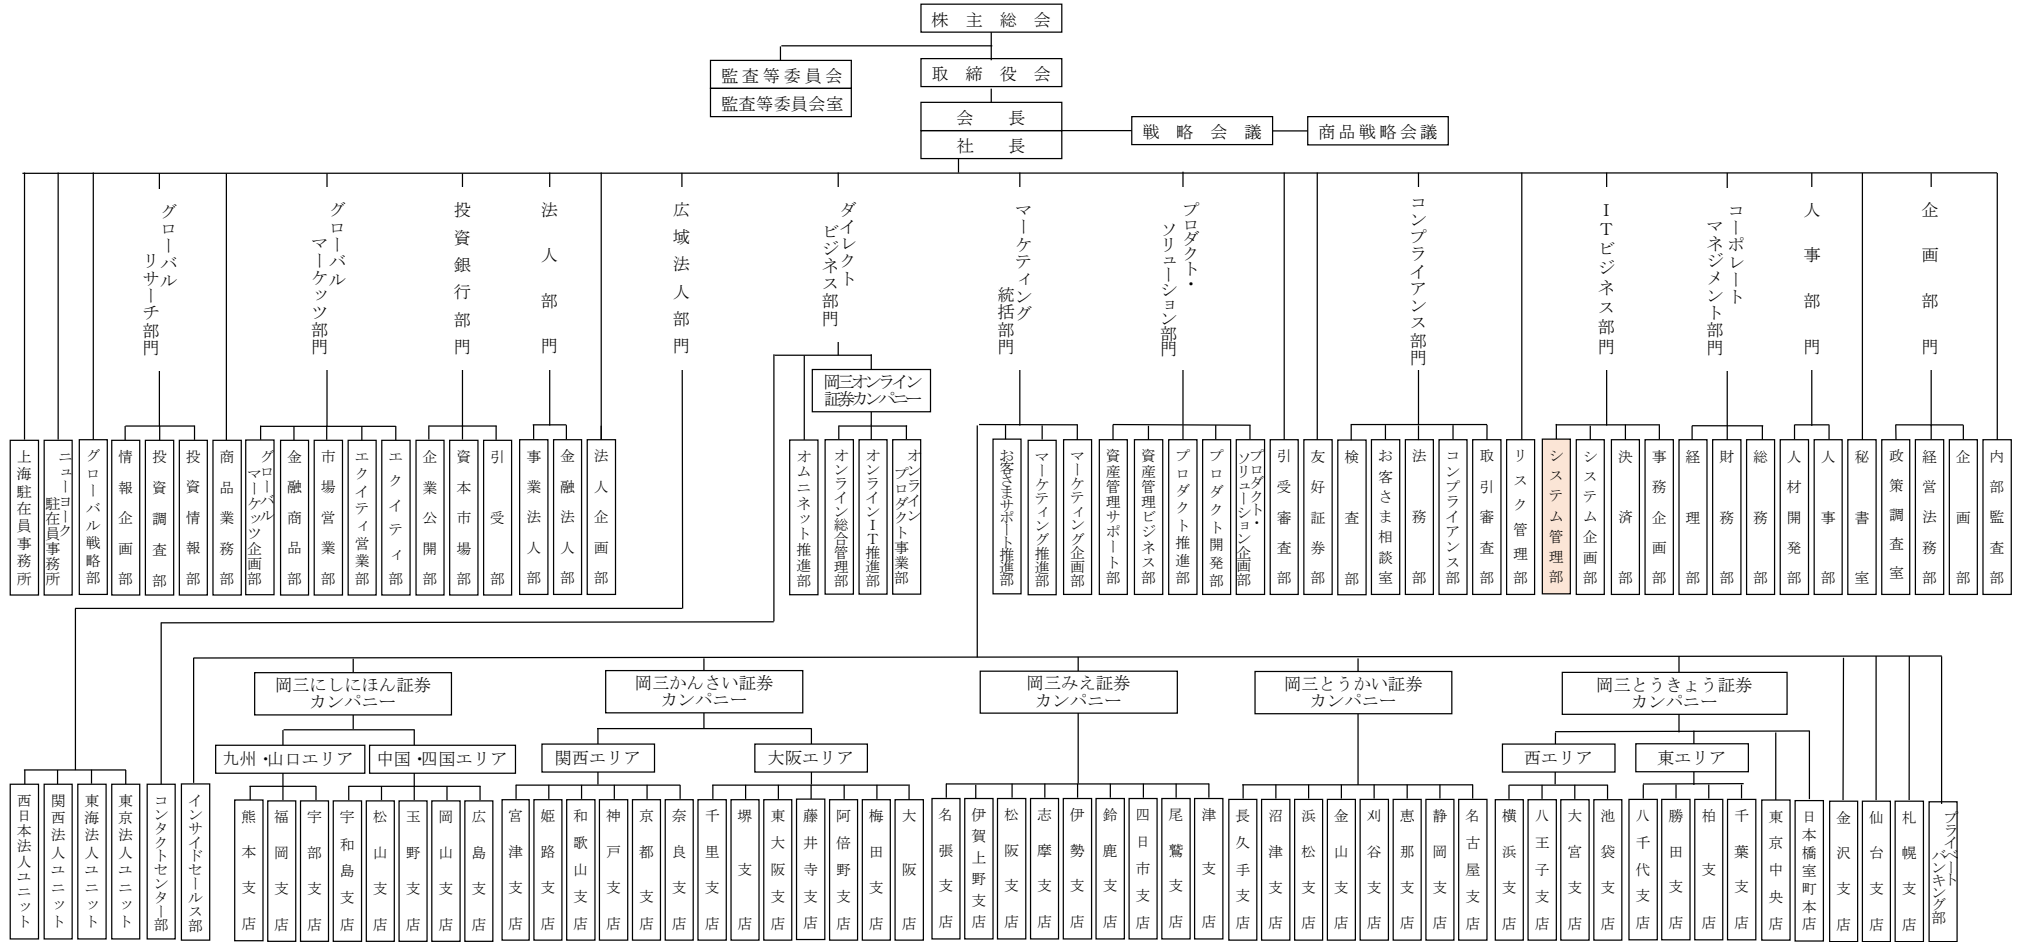 株主総会
監査等委員会
監査等委員会室
取締役会
会長
社長
戦略会議
商品戦略会議
グローバル
リサーチ部門
グローバル
マーケッツ部門
投資銀行部門
法人部門
広域法人部門
ダイレクト
ビジネス部門
マーケティング
統括部門
プロダクト・
ソリューション部門
コンプライアンス部門
ITビジネス部門
コーポレート
マネジメント部門
人事部門
企画部門
岡三オンライン
証券カンパニー
上海駐在員事務所
ニューヨーク
駐在員事務所
グローバル戦略部
情報企画部
投資調査部
投資情報部
商品業務部
グローバル
マーケッツ企画部
金融商品部
市場営業部
エクイティ営業部
エクイティ部
企業公開部
資本市場部
引受部
事業法人部
金融法人部
法人企画部
オムニネット推進部
オンライン総合管理部
オンラインIT推進部
オンライン
プロダクト事業部
お客さまサポート推進部
マーケティング推進部
マーケティング企画部
資産管理サポート部
資産管理ビジネス部
プロダクト推進部
プロダクト開発部
プロダクト・
ソリューション企画部
引受審査部
友好証券部
検査部
お客さま相談室
法務部
コンプライアンス部
取引審査部
リスク管理部
システム管理部
システム企画部
決済部
事務企画部
経理部
財務部
総務部
人材開発部
人事部
秘書室
政策調査室
経営法務部
企画部
内部監査部
岡三にしにほん証券
カンパニー
岡三かんさい証券
カンパニー
岡三みえ証券
カンパニー
岡三とうかい証券
カンパニー
岡三とうきょう証券
カンパニー
九州・山口エリア
中国・四国エリア
関西エリア
大阪エリア
西エリア
東エリア
西日本法人ユニット
関西法人ユニット
東海法人ユニット
東京法人ユニット
コンタクトセンター部
インサイドセールス部
熊本支店
福岡支店
宇部支店
宇和島支店
松山支店
玉野支店
岡山支店
広島支店
宮津支店
姫路支店
和歌山支店
神戸支店
京都支店
奈良支店
千里支店
堺支店
東大阪支店
藤井寺支店
阿倍野支店
梅田支店
大阪店
名張支店
伊賀上野支店
松阪支店
志摩支店
伊勢支店
鈴鹿支店
四日市支店
尾鷲支店
津支店
長久手支店
沼津支店
浜松支店
金山支店
刈谷支店
恵那支店
静岡支店
名古屋支店
横浜支店
八王子支店
大宮支店
池袋支店
八千代支店
勝田支店
柏支店
千葉支店
東京中央店
日本橋室町本店
金沢支店
仙台支店
札幌支店
プライベート
バンキング部